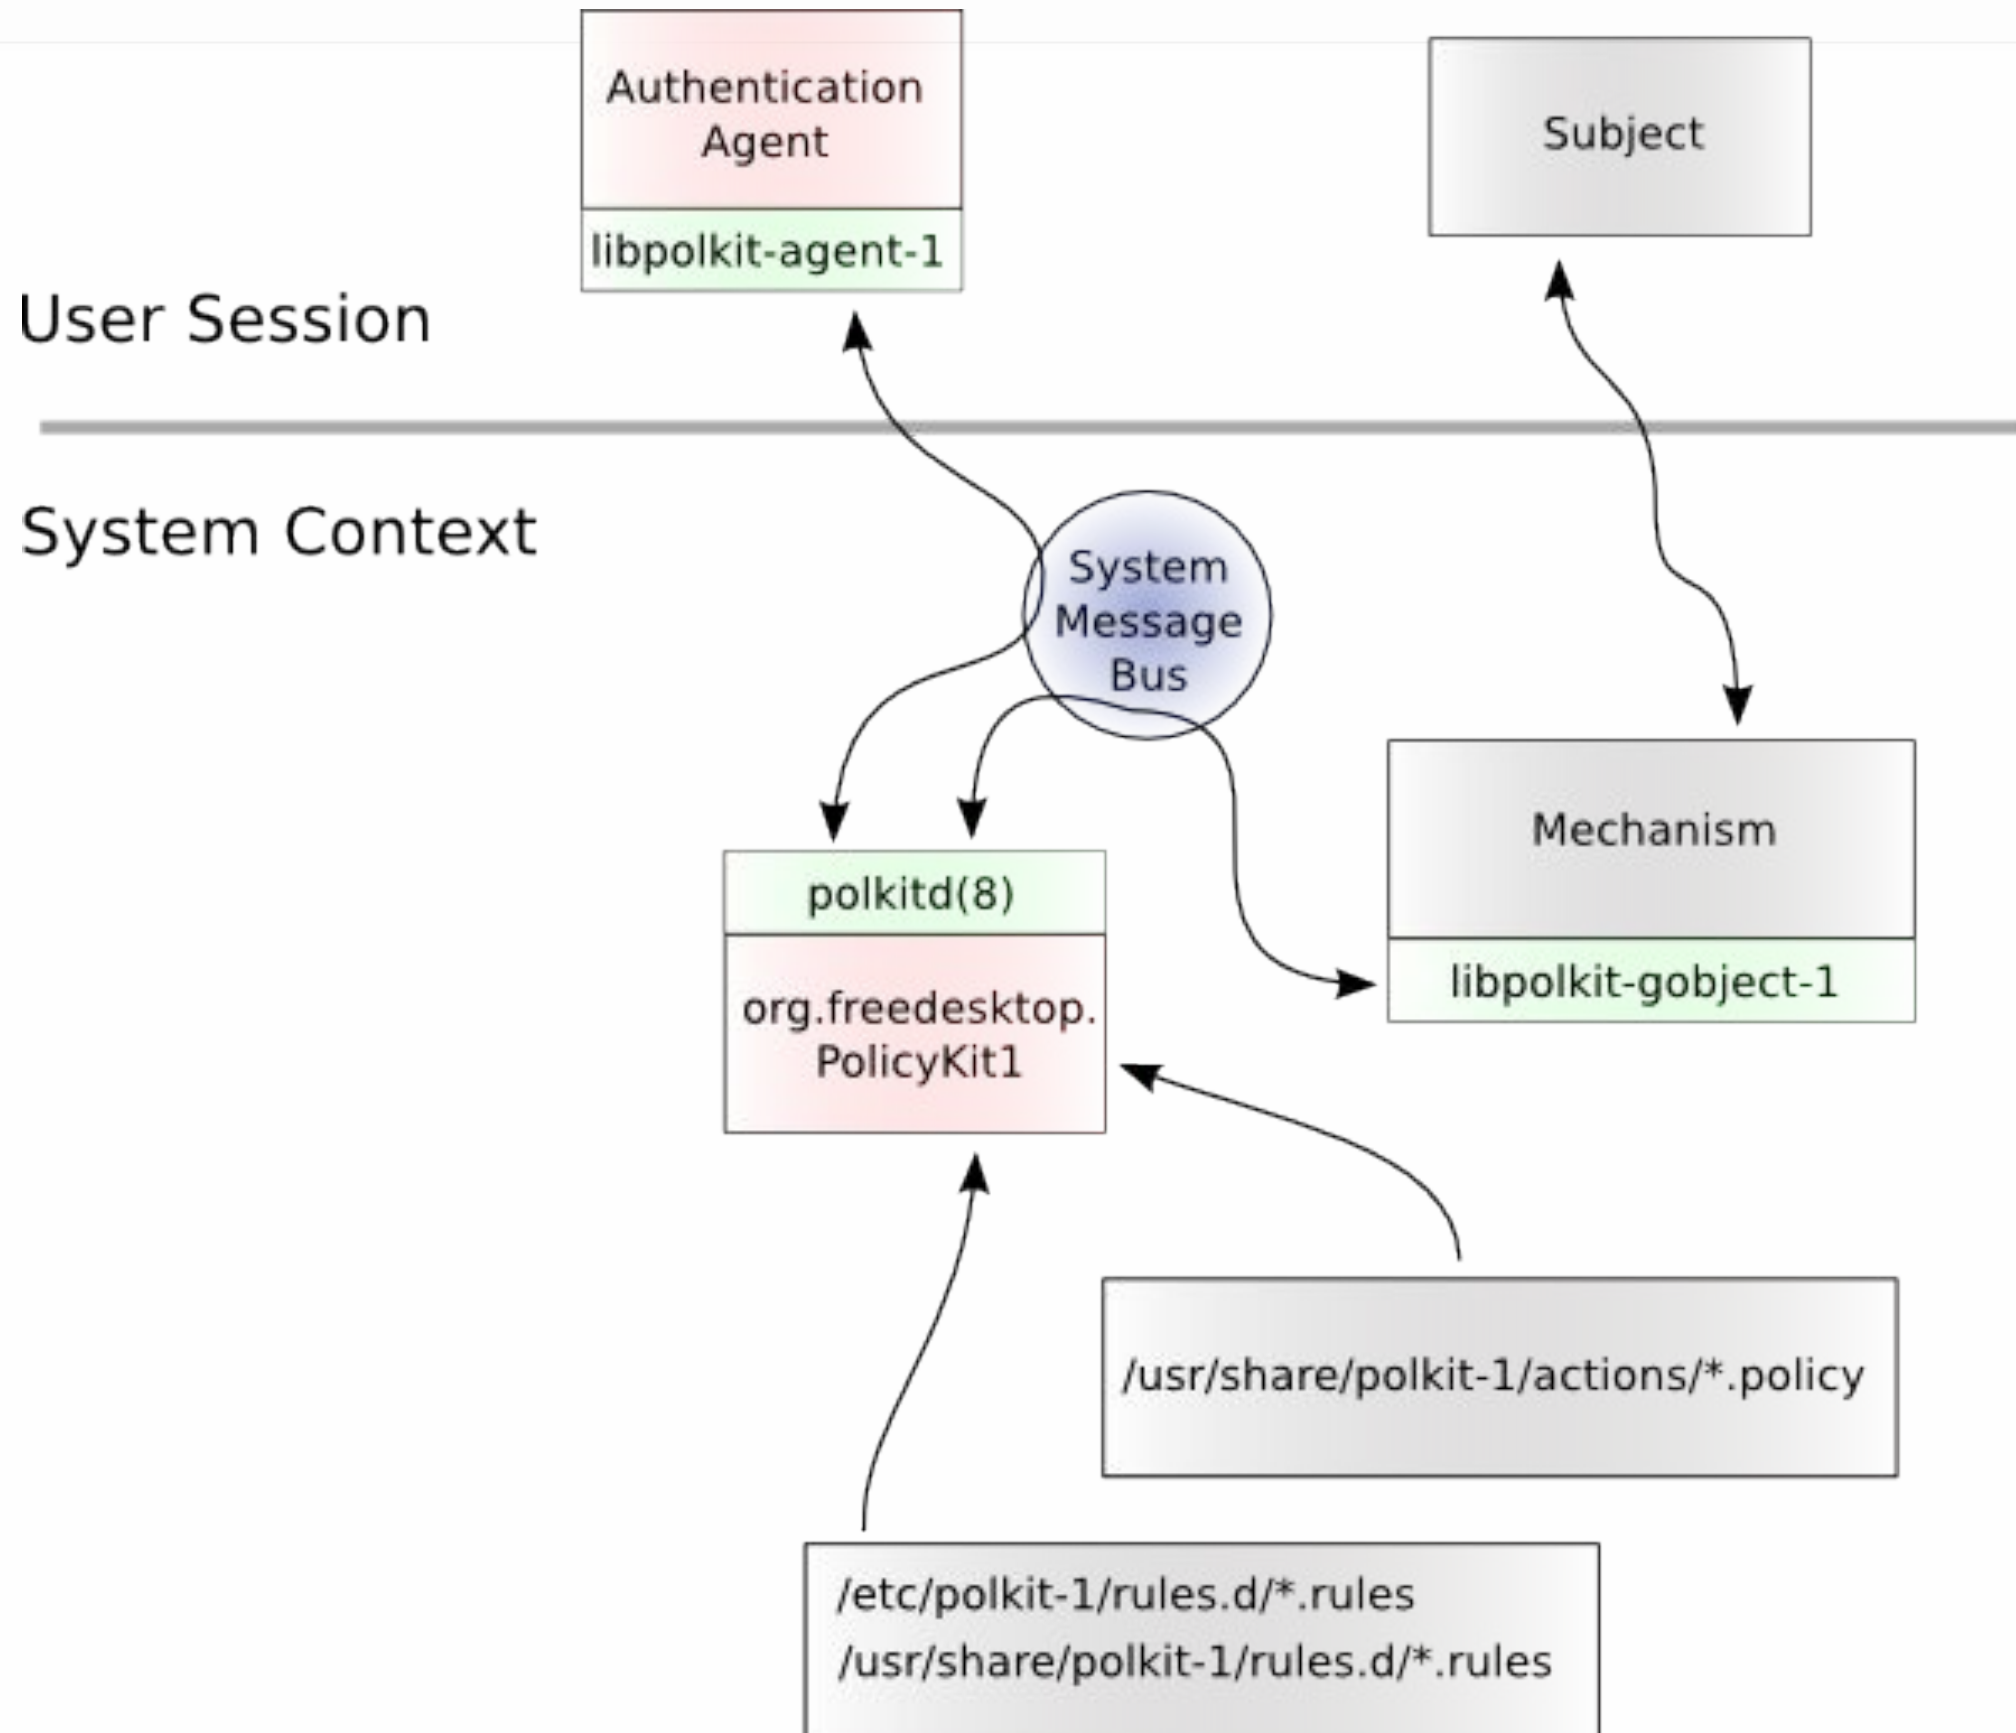 Authentication
Agent
libpolkit-agent-1
Subject
User Session
System Context
System
Message
Bus
polkitd(8)
org.freedesktop.
PolicyKit1
Mechanism
libpolkit-gobject-1
/usr/share/polkit-1/actions/*.policy
/etc/polkit-1/rules.d/*.rules
/usr/share/polkit-1/rules.d/*.rules